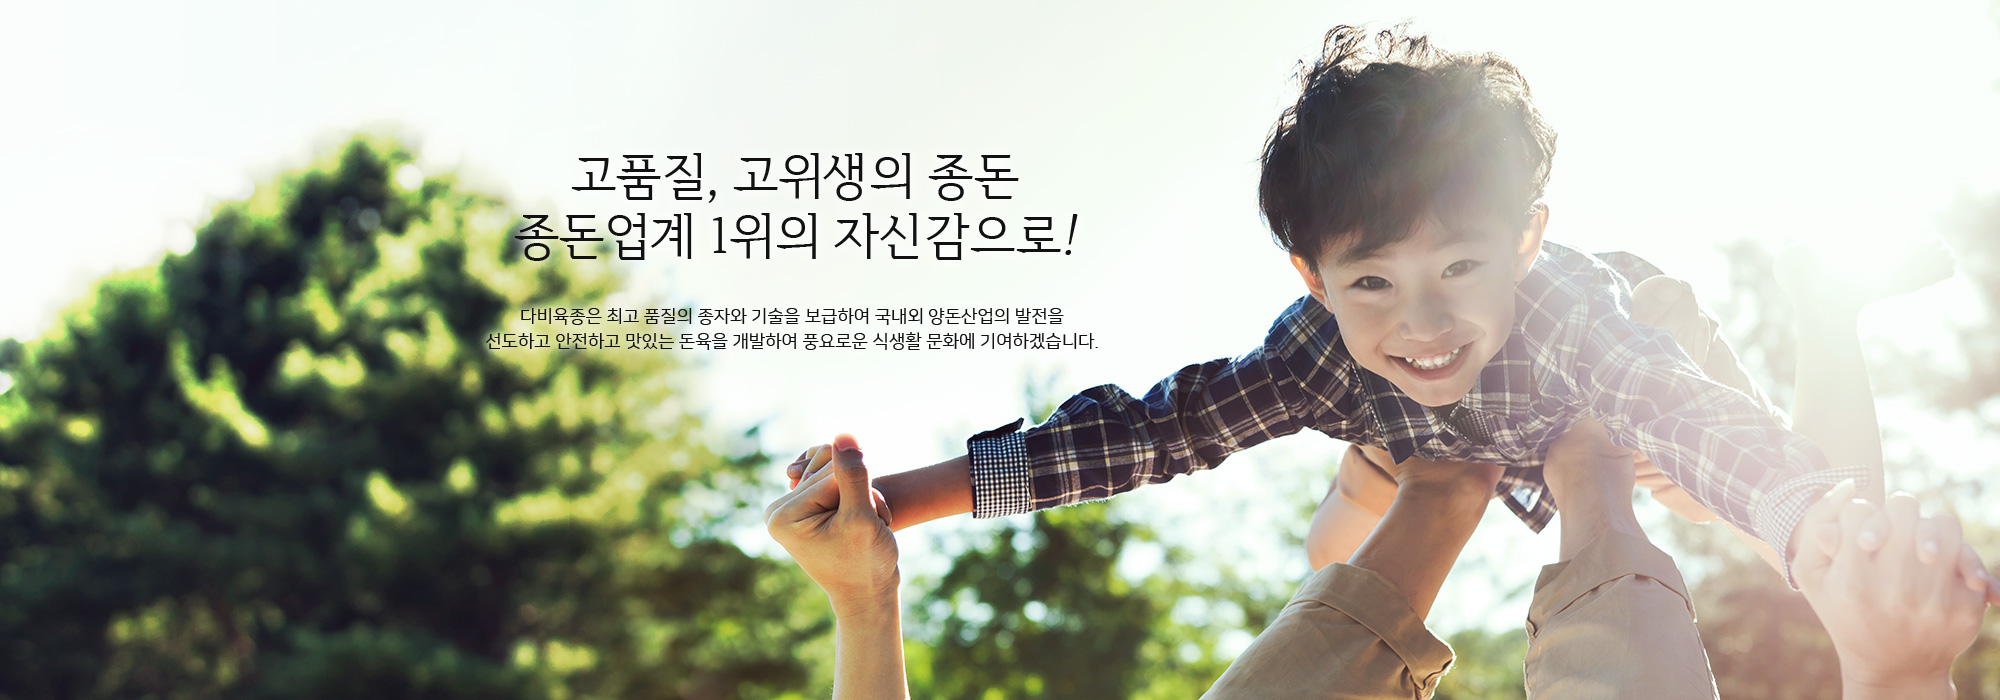 고품질, 고위생의 종돈
종돈업계 1위의 자신감으로!
다비육종은 최고 품질의 종자와 기술을 보급하여 국내외 양돈산업의 발전을
선도하고 안전하고 맛있는 돈육을 개발하여 풍요로운 식생활 문화에 기여하겠습니다.